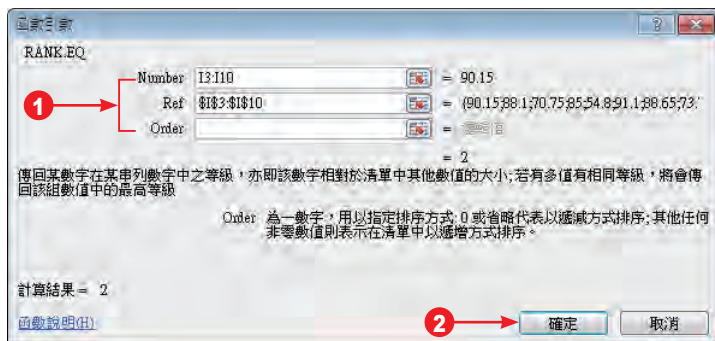 函數引數
RANK.EQ
Number I3:I10 = 90.15
1 Ref $I$3:$I$10 = {90.15;88.1;70.75;85;54.8;91.1;88.65;73.
Order =
= 2
傳回某數字在某串列數字中之等級，亦即該數字相對於清單中其他數值的大小;若有多值有相同等級，將會傳
回該組數值中的最高等級
Order 為一數字，用以指定排序方式: 0 或省略代表以遞減方式排序;其他任何
非零數值則表示在清單中以遞增方式排序。
計算結果 = 2
函數說明(H) 2 確定 取消